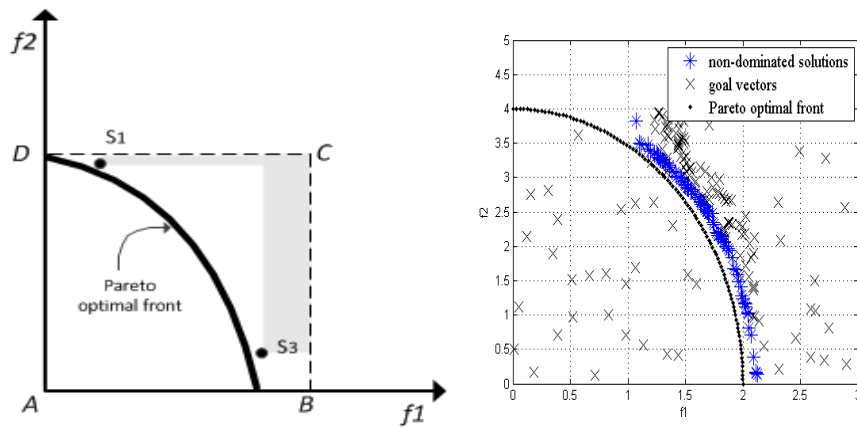 f2
D
S1
C
Pareto
optimal front
S3
A
B
f1
5
4.5
4
3.5
3
2.5
2
1.5
1
0.5
0
f2
non-dominated solutions
goal vectors
Pareto optimal front
0 0.5 1 1.5 2 2.5 3
f1